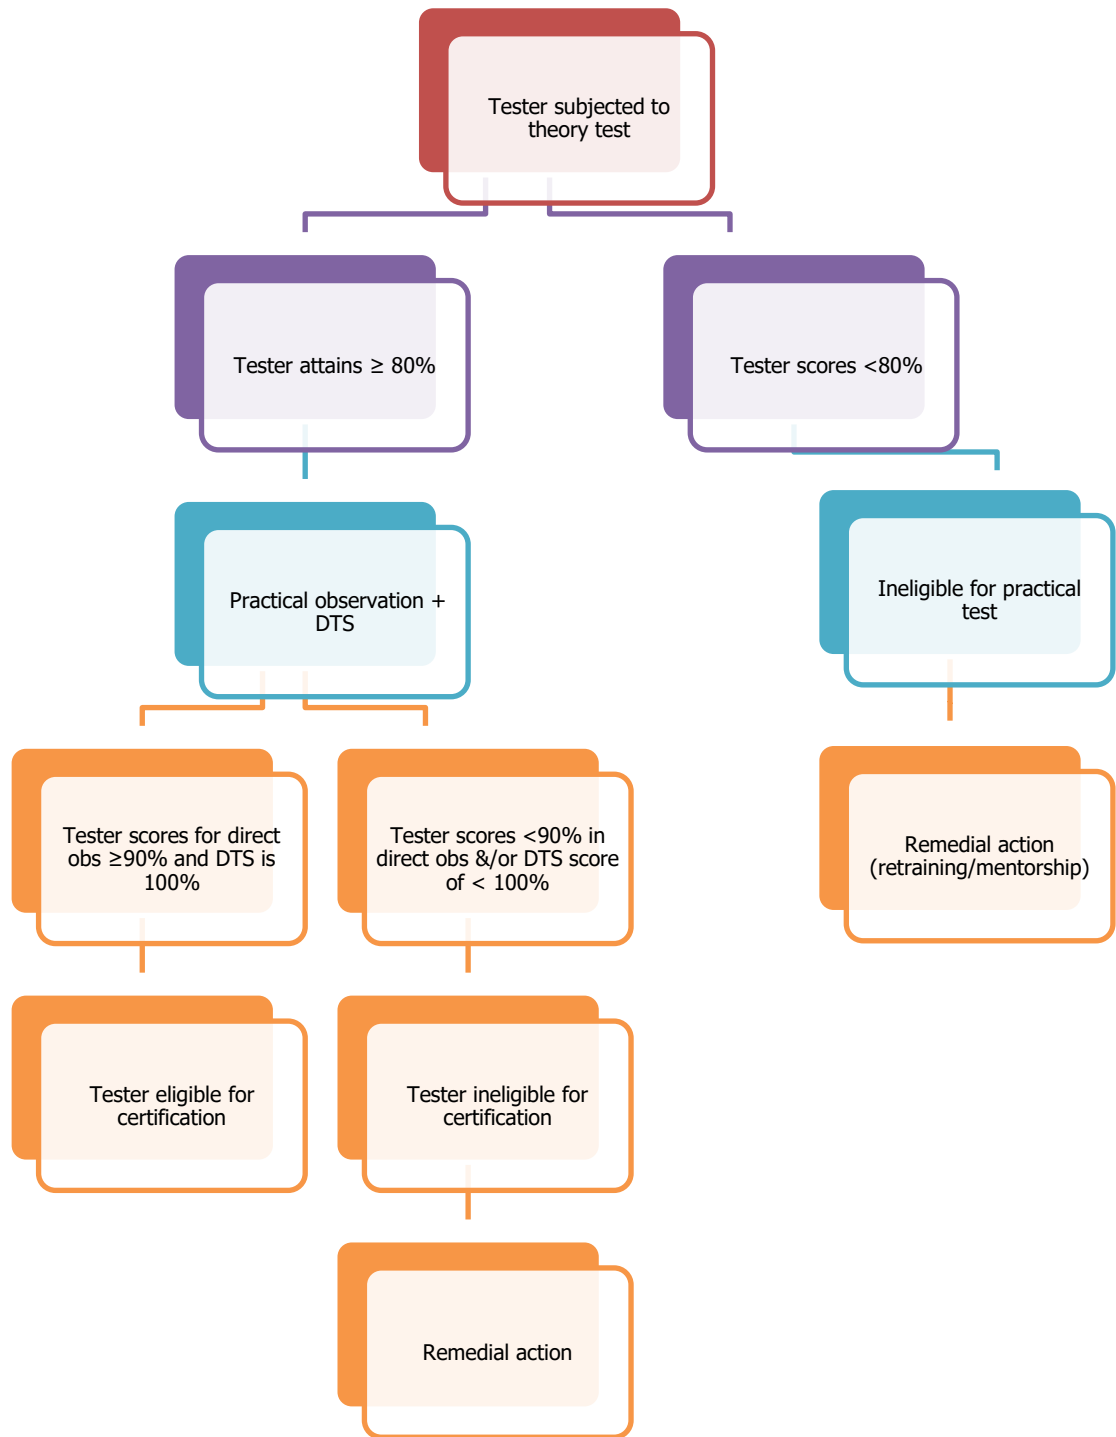 Tester subjected to
theory test
Tester attains ≥ 80%
Tester scores <80%
Practical observation +
DTS
Ineligible for practical
test
Tester scores for direct
obs ≥90% and DTS is
100%
Tester scores <90% in
direct obs &/or DTS score
of < 100%
Remedial action
(retraining/mentorship)
Tester eligible for
certification
Tester ineligible for
certification
Remedial action